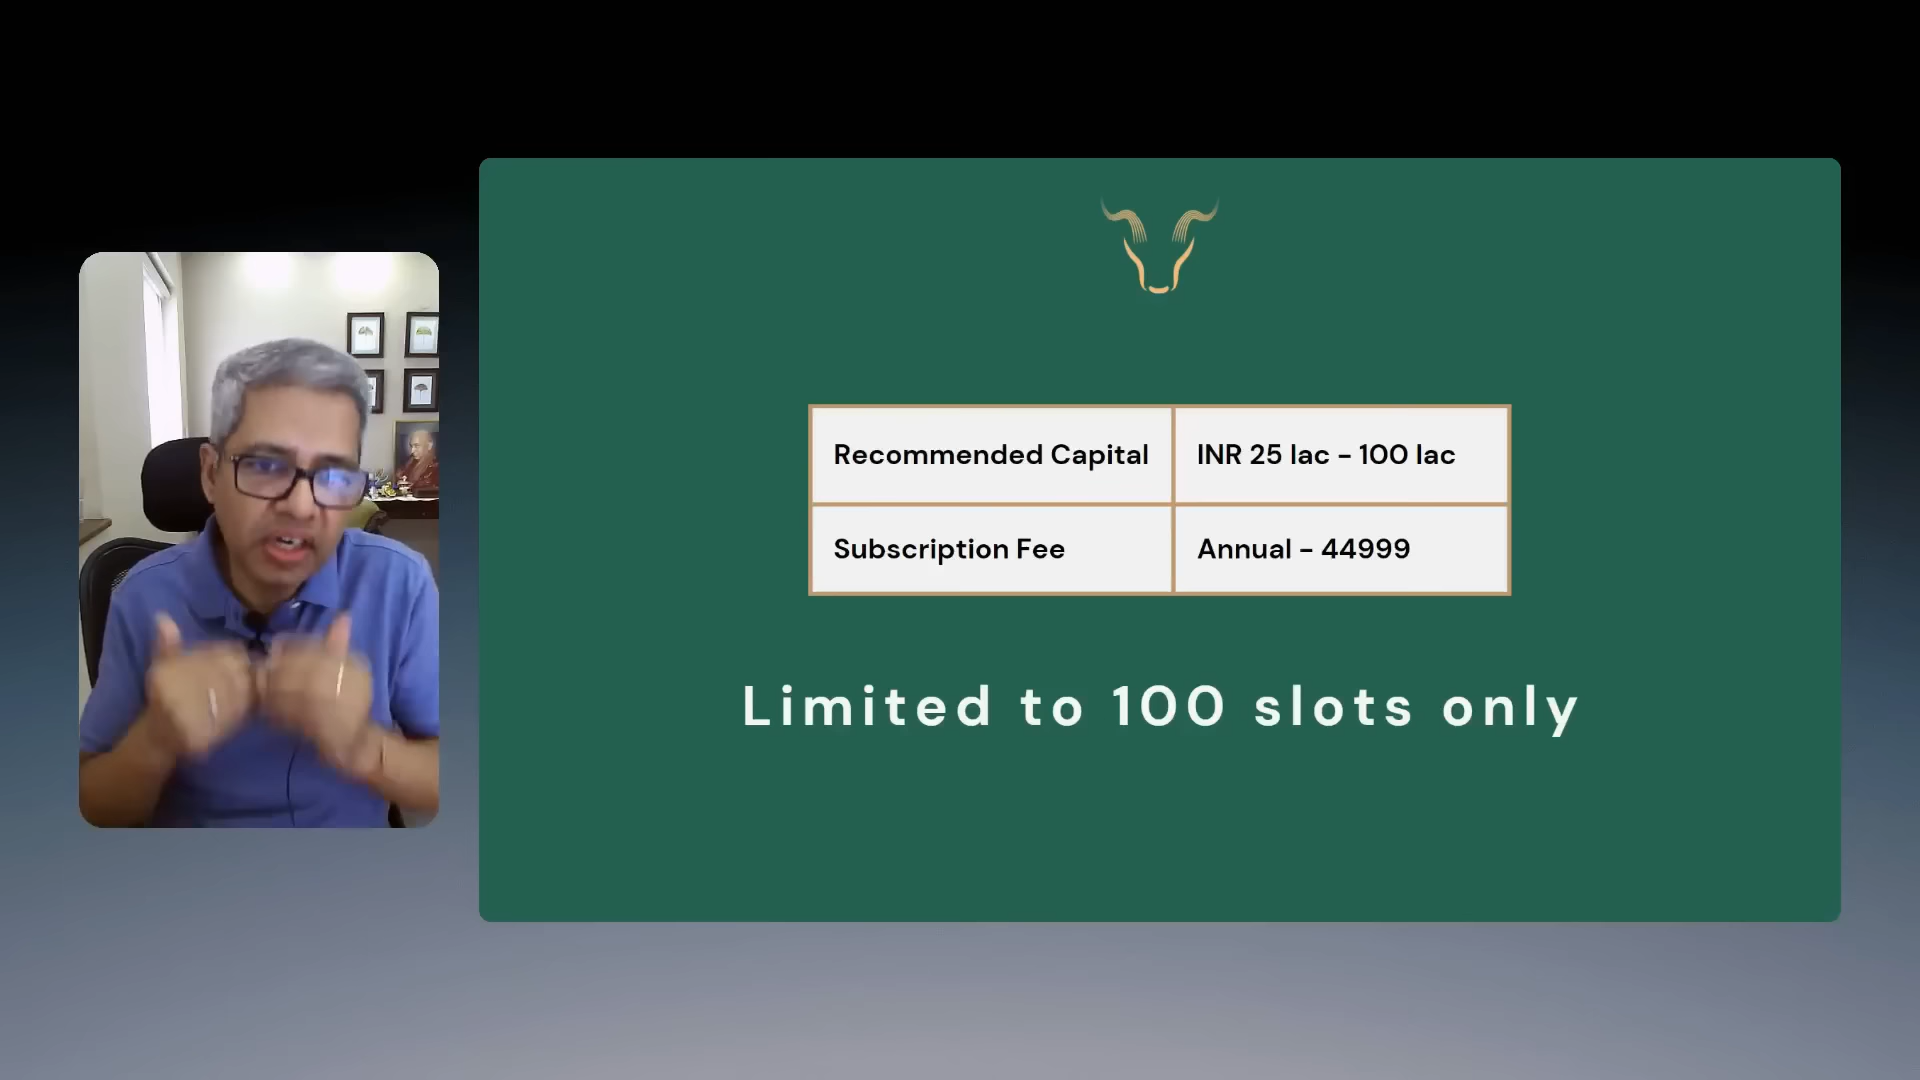 Recommended Capital
INR 25 lac - 100 lac
Subscription Fee
Annual - 44999
Limited to 100 slots only